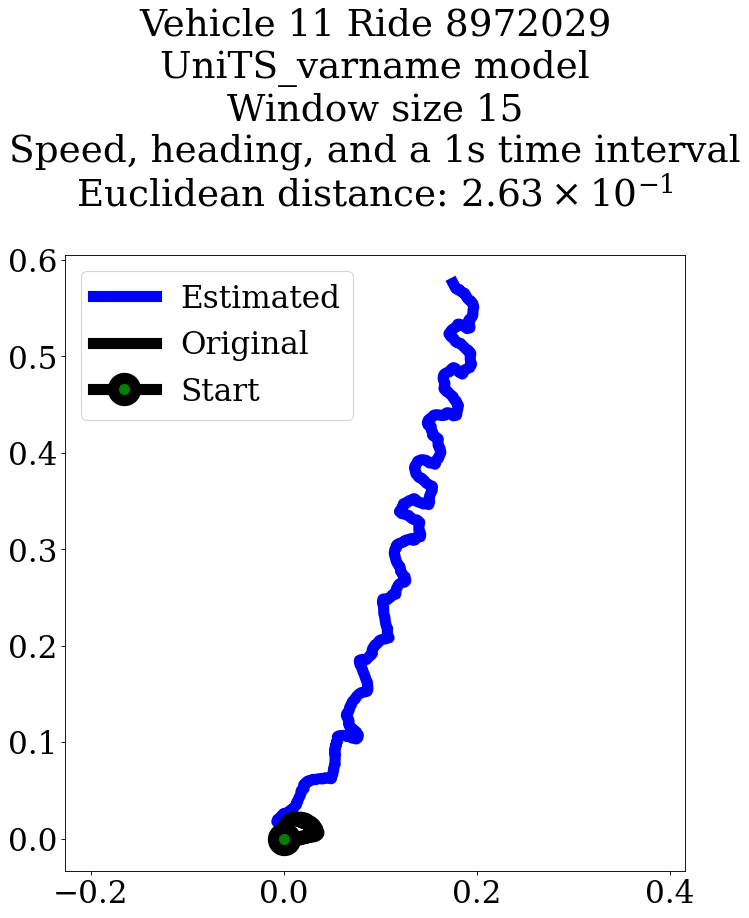 Vehicle 11 Ride 8972029
UniTS_varname model
Window size 15
Speed, heading, and a 1s time interval
Euclidean distance: 2.63 × 10⁻¹
0.6
0.5
0.4
0.3
0.2
0.1
0.0
Estimated
Original
Start
−0.2
0.0
0.2
0.4